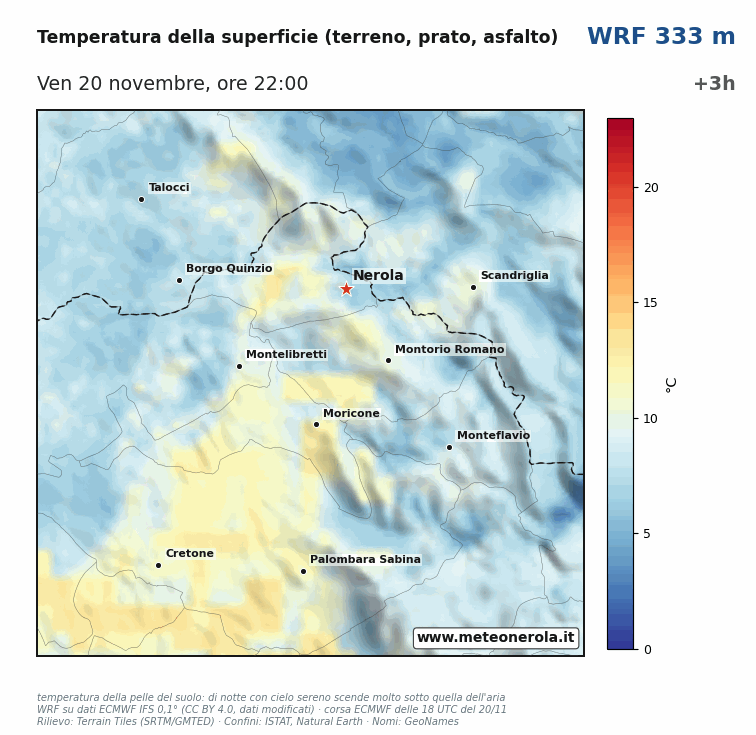 Temperatura della superficie (terreno, prato, asfalto)
WRF 333 m
Ven 20 novembre, ore 22:00
+3h
Talocci
Borgo Quinzio
Nerola
Scandriglia
Montelibretti
Montorio Romano
Moricone
Monteflavio
Cretone
Palombara Sabina
www.meteonerola.it
20
15
10
5
0
°C
temperatura della pelle del suolo: di notte con cielo sereno scende molto sotto quella dell'aria
WRF su dati ECMWF IFS 0,1° (CC BY 4.0, dati modificati) · corsa ECMWF delle 18 UTC del 20/11
Rilievo: Terrain Tiles (SRTM/GMTED) · Confini: ISTAT, Natural Earth · Nomi: GeoNames